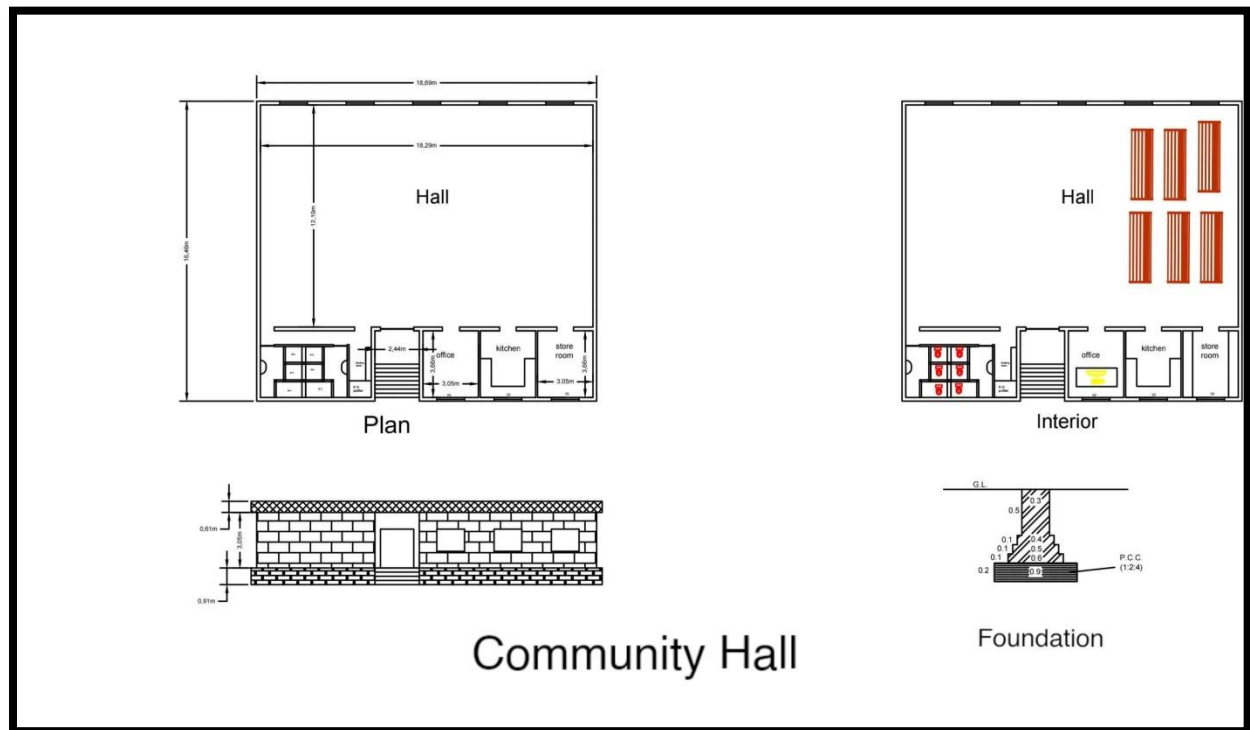 18,69m
18,29m
Hall
12,19m
16,46m
2,44m
office
kitchen
store
room
3,66m
3,66m
3,05m
3,05m
W
W
W
Plan
Hall
office
kitchen
store
room
W
W
W
Interior
0,61m
3,05m
0,91m
G.L.
0.3
0.5
0.1
0.4
0.1
0.5
0.1
0.6
P.C.C.
(1:2:4)
0.2
0.9
Foundation
Community Hall